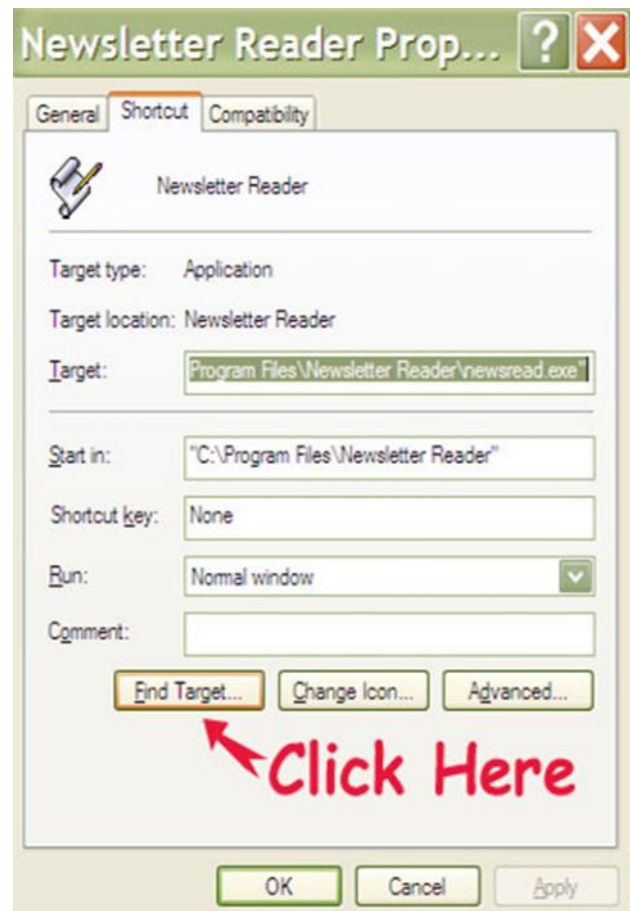 Newsletter Reader Prop... ?
General Shortcut Compatibility
Newsletter Reader
Target type: Application
Target location: Newsletter Reader
Target: Program Files\Newsletter Reader\newsread.exe"
Start in: "C:\Program Files\Newsletter Reader"
Shortcut key: None
Run: Normal window
Comment:
Find Target... Change Icon... Advanced...
Click Here
OK Cancel Apply